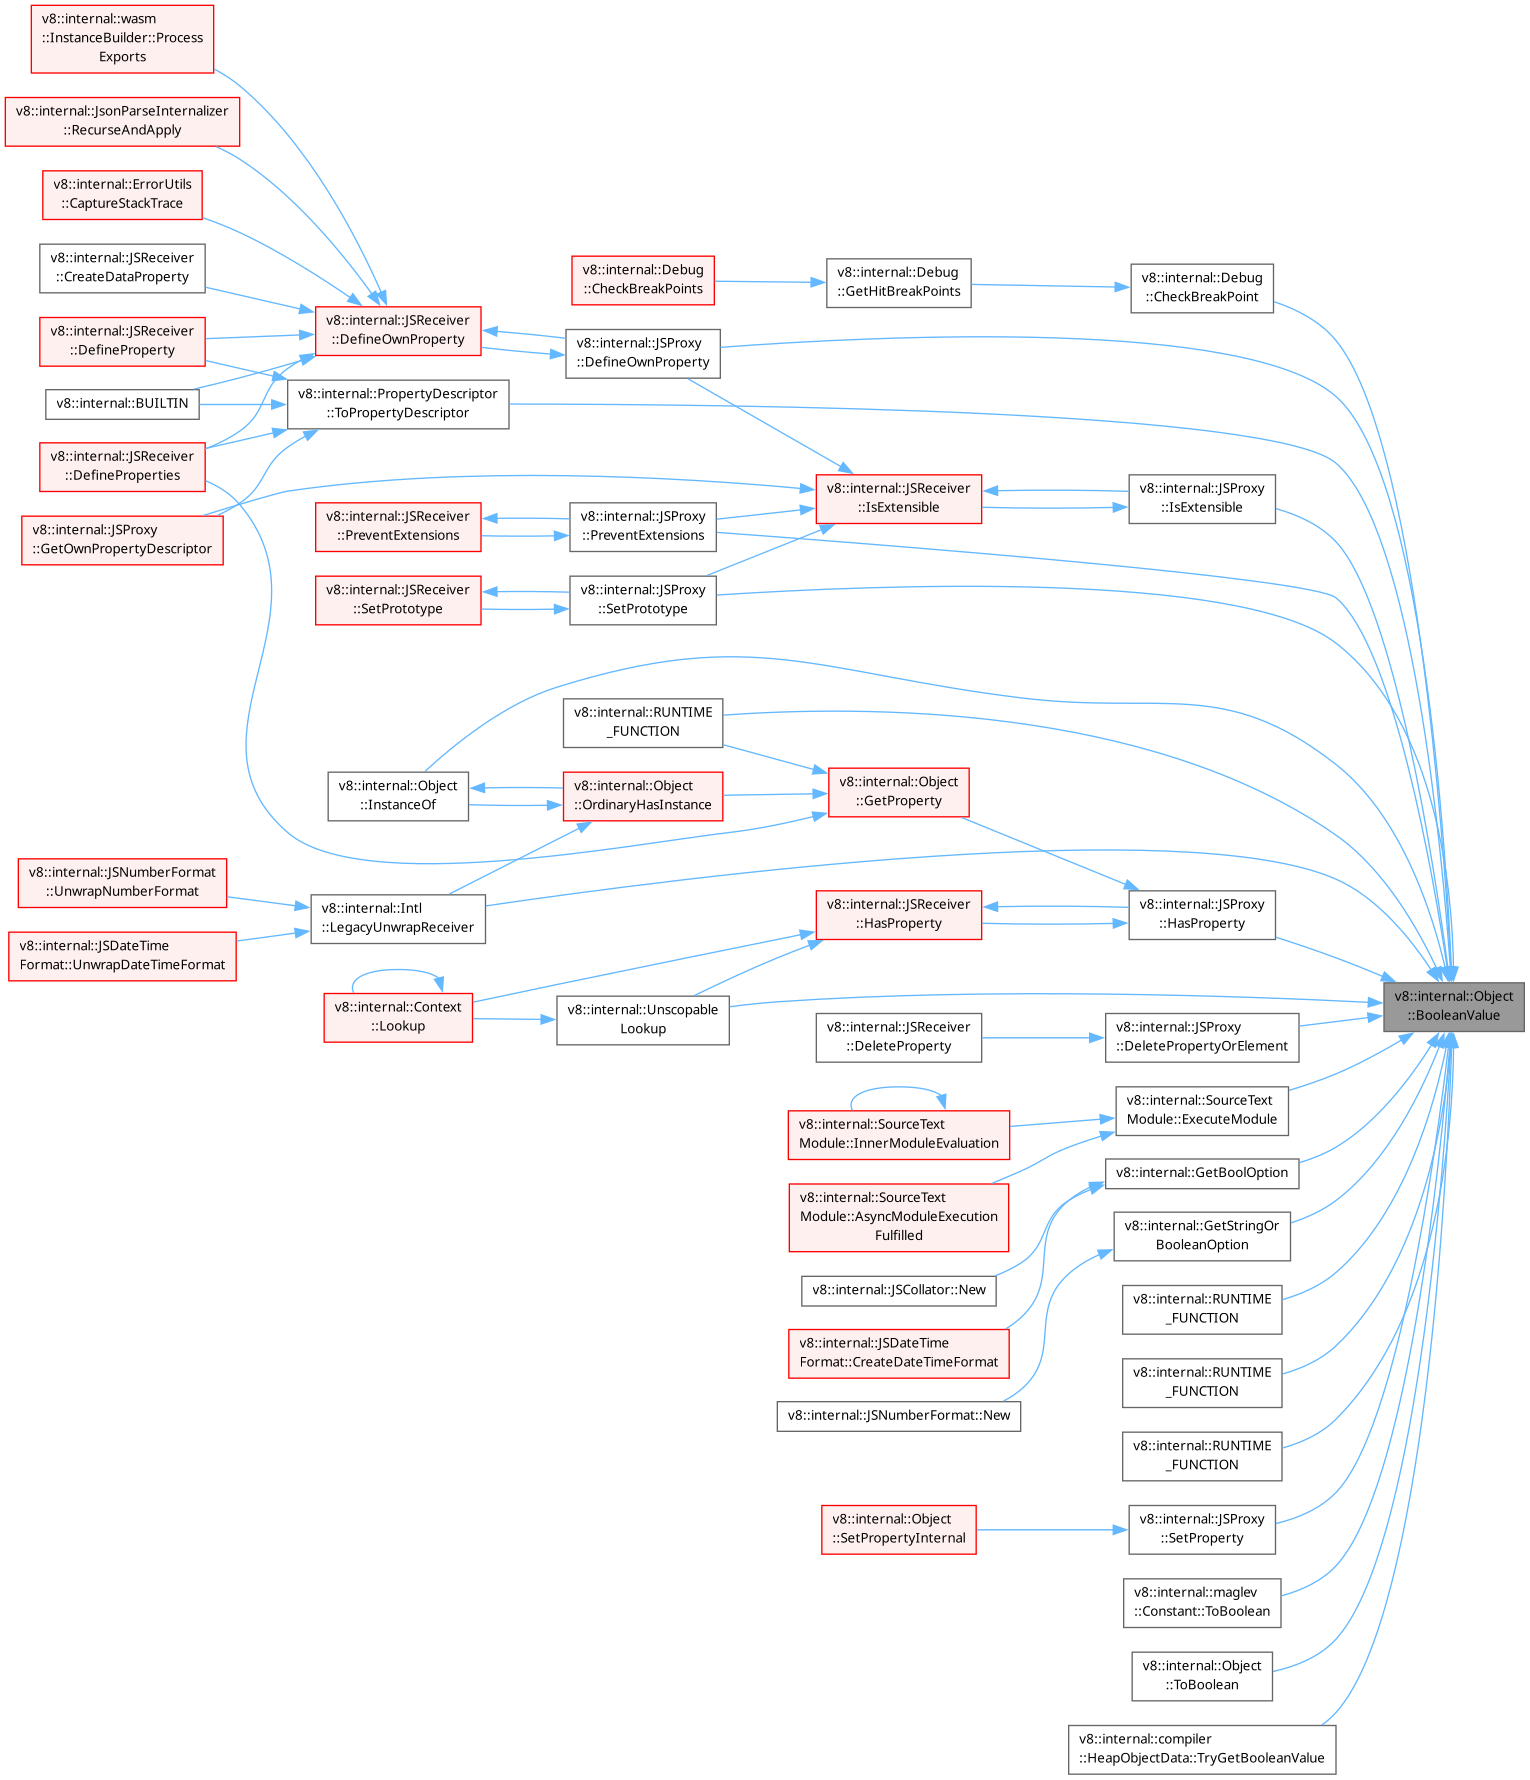 v8::internal::wasm
::InstanceBuilder::Process
Exports
v8::internal::JsonParseInternalizer
::RecurseAndApply
v8::internal::ErrorUtils
::CaptureStackTrace
v8::internal::JSReceiver
::CreateDataProperty
v8::internal::JSReceiver
::DefineProperty
v8::internal::BUILTIN
v8::internal::JSReceiver
::DefineProperties
v8::internal::JSProxy
::GetOwnPropertyDescriptor
v8::internal::JSNumberFormat
::UnwrapNumberFormat
v8::internal::JSDateTime
Format::UnwrapDateTimeFormat
v8::internal::JSReceiver
::DefineOwnProperty
v8::internal::PropertyDescriptor
::ToPropertyDescriptor
v8::internal::JSReceiver
::PreventExtensions
v8::internal::JSReceiver
::SetPrototype
v8::internal::Object
::InstanceOf
v8::internal::Intl
::LegacyUnwrapReceiver
v8::internal::Context
::Lookup
v8::internal::Debug
::CheckBreakPoints
v8::internal::JSProxy
::DefineOwnProperty
v8::internal::JSProxy
::PreventExtensions
v8::internal::JSProxy
::SetPrototype
v8::internal::RUNTIME
_FUNCTION
v8::internal::Object
::OrdinaryHasInstance
v8::internal::Unscopable
Lookup
v8::internal::Debug
::GetHitBreakPoints
v8::internal::JSReceiver
::IsExtensible
v8::internal::Object
::GetProperty
v8::internal::JSReceiver
::HasProperty
v8::internal::JSReceiver
::DeleteProperty
v8::internal::SourceText
Module::InnerModuleEvaluation
v8::internal::SourceText
Module::AsyncModuleExecution
Fulfilled
v8::internal::JSCollator::New
v8::internal::JSDateTime
Format::CreateDateTimeFormat
v8::internal::JSNumberFormat::New
v8::internal::Object
::SetPropertyInternal
v8::internal::Debug
::CheckBreakPoint
v8::internal::JSProxy
::IsExtensible
v8::internal::JSProxy
::HasProperty
v8::internal::JSProxy
::DeletePropertyOrElement
v8::internal::SourceText
Module::ExecuteModule
v8::internal::GetBoolOption
v8::internal::GetStringOr
BooleanOption
v8::internal::RUNTIME
_FUNCTION
v8::internal::RUNTIME
_FUNCTION
v8::internal::RUNTIME
_FUNCTION
v8::internal::JSProxy
::SetProperty
v8::internal::maglev
::Constant::ToBoolean
v8::internal::Object
::ToBoolean
v8::internal::compiler
::HeapObjectData::TryGetBooleanValue
v8::internal::Object
::BooleanValue